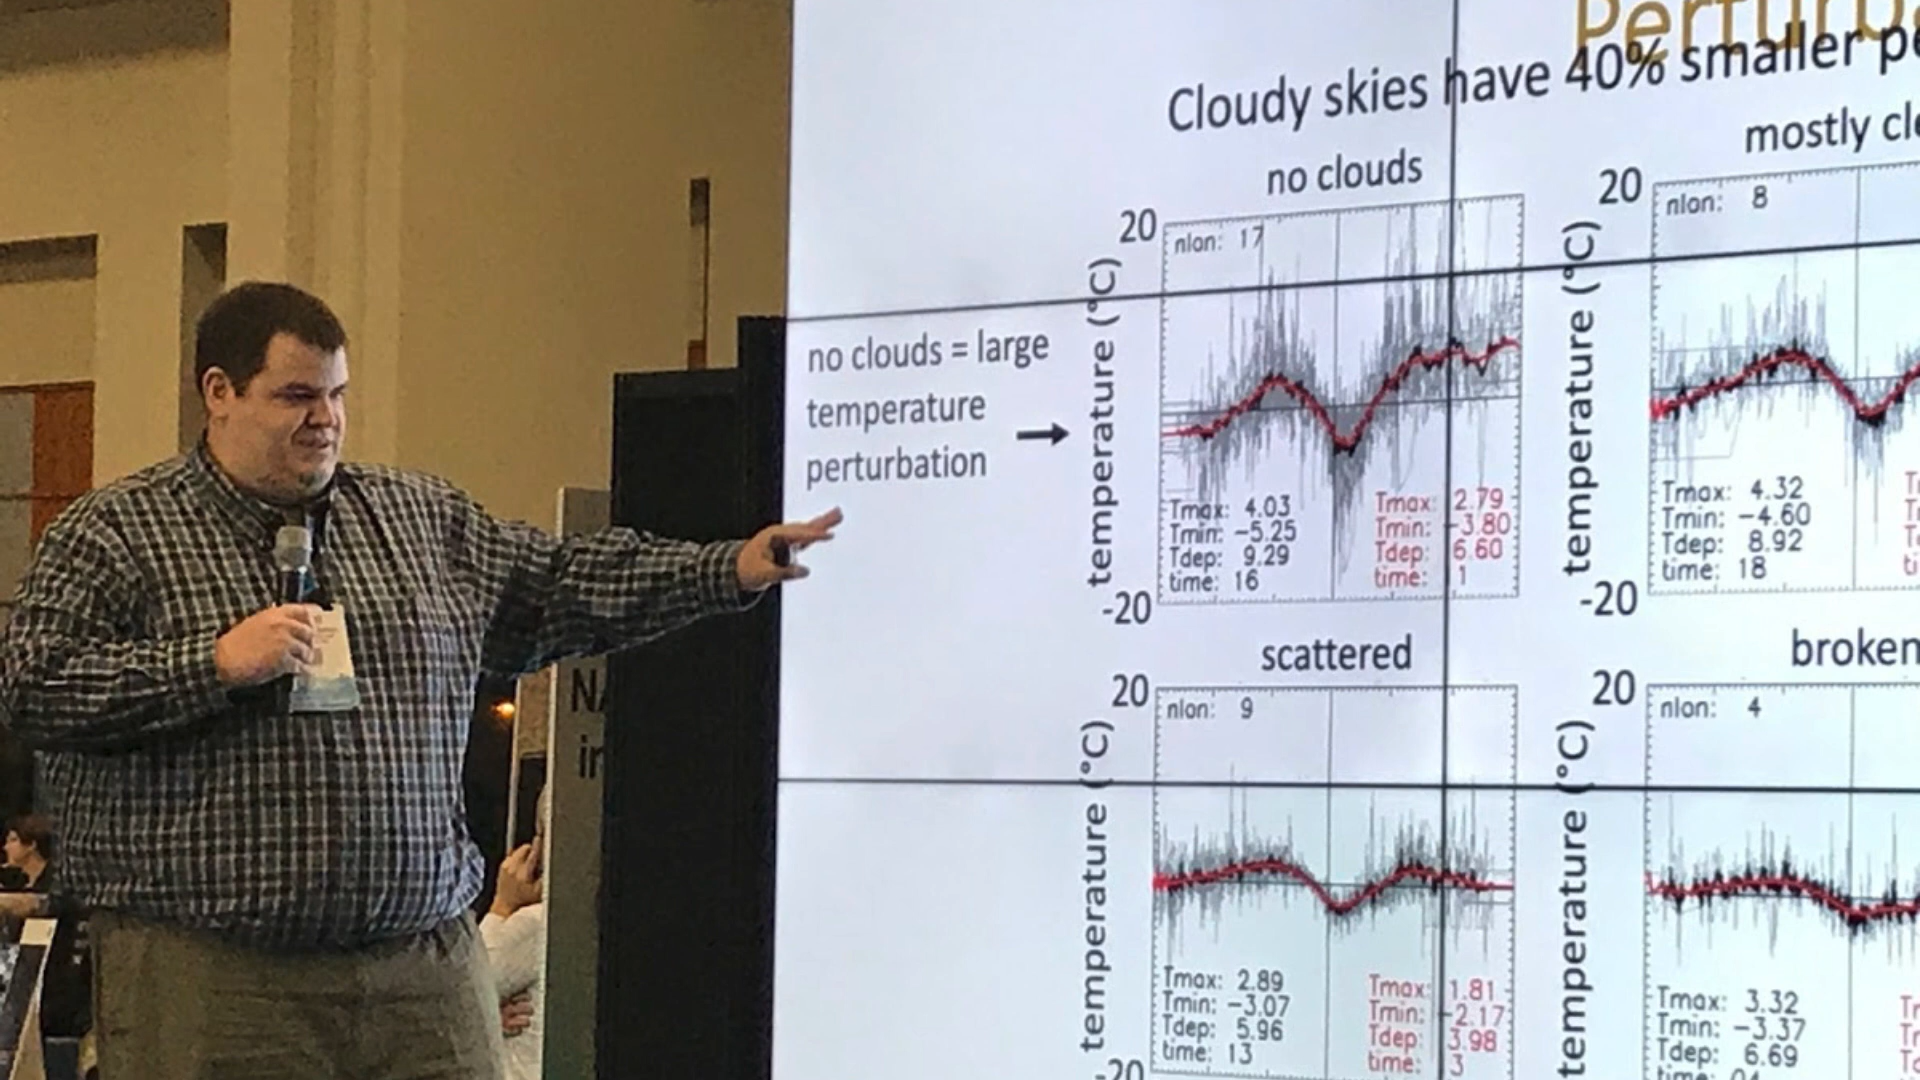 Perturba
Cloudy skies have 40% smaller pe
no clouds
mostly cle
20
nlon: 17
20
nlon: 8
no clouds = large
temperature
perturbation
→
temperature (°C)
Tmax: 4.03
Tmin: -5.25
Tdep: 9.29
time: 16
Tmax: 2.79
Tmin: -3.80
Tdep: 6.60
time: 1
-20
temperature (°C)
Tmax: 4.32
Tmin: -4.60
Tdep: 8.92
time: 18
-20
scattered
broken
20
nlon: 9
20
nlon: 4
temperature (°C)
Tmax: 2.89
Tmin: -3.07
Tdep: 5.96
time: 13
Tmax: 1.81
Tmin: -2.17
Tdep: 3.98
time: 3
-20
temperature (°C)
Tmax: 3.32
Tmin: -3.37
Tdep: 6.69
NA
in